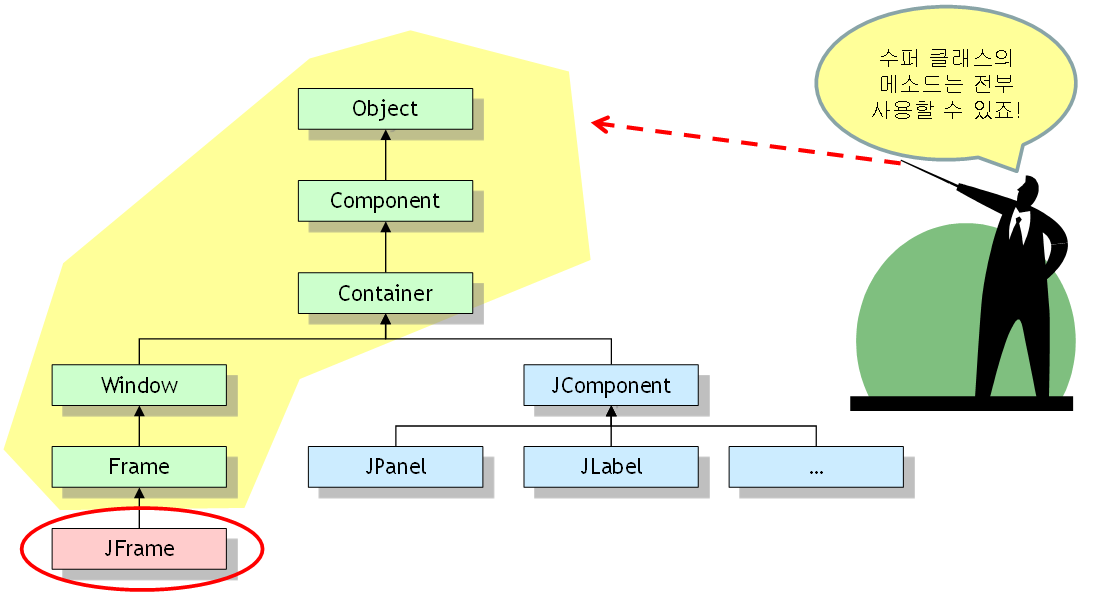 수퍼 클래스의
메소드는 전부
사용할 수 있죠!
Object
Component
Container
Window
JComponent
Frame
JPanel
JLabel
...
JFrame